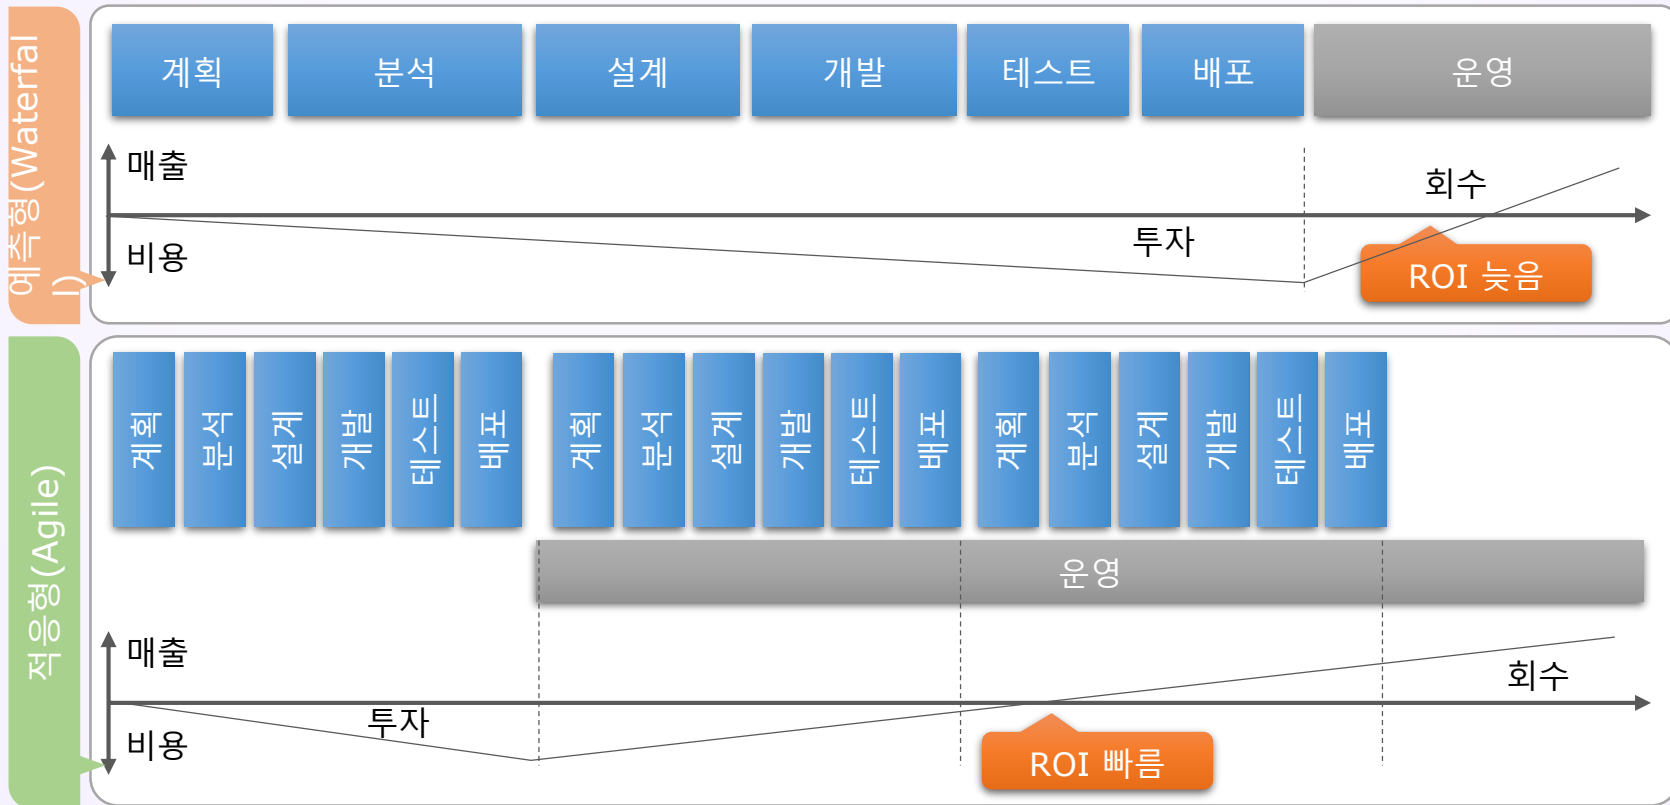 예측형(Waterfal
l)
계획
분석
설계
개발
테스트
배포
운영
매출
비용
투자
회수
ROI 늦음
적응형(Agile)
계획
분석
설계
개발
테스트
배포
계획
분석
설계
개발
테스트
배포
계획
분석
설계
개발
테스트
배포
운영
매출
비용
투자
회수
ROI 빠름